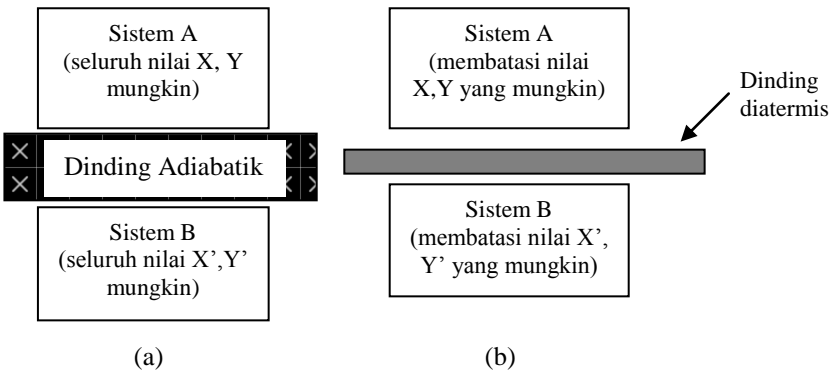 Sistem A
(seluruh nilai X, Y
mungkin)
Dinding Adiabatik
Sistem B
(seluruh nilai X’,Y’
mungkin)
(a)
Sistem A
(membatasi nilai
X,Y yang mungkin)
Dinding
diatermis
Sistem B
(membatasi nilai X’,
Y’ yang mungkin)
(b)